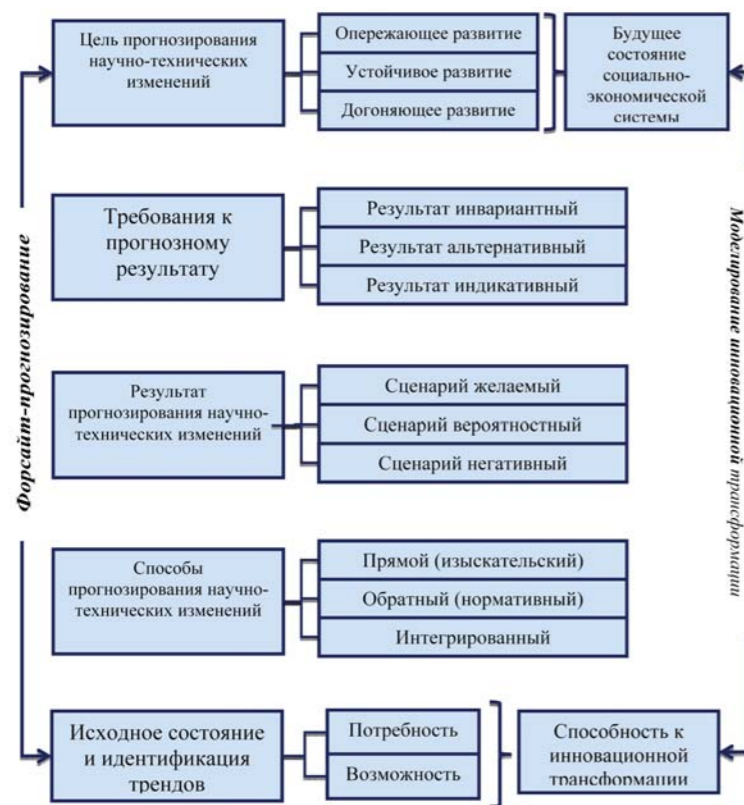 Цель прогнозирования
научно-технических
изменений
Опережающее развитие
Устойчивое развитие
Догоняющее развитие
Будущее
состояние
социально-
экономической
системы
Требования к
прогнозному
результату
Результат инвариантный
Результат альтернативный
Результат индикативный
Форсайт-прогнозирование
Моделирование инновационной трансформации
Результат
прогнозирования научно-
технических изменений
Сценарий желаемый
Сценарий вероятностный
Сценарий негативный
Способы
прогнозирования научно-
технических изменений
Прямой (изыскательский)
Обратный (нормативный)
Интегрированный
Исходное состояние
и идентификация
трендов
Потребность
Возможность
Способность к
инновационной
трансформации